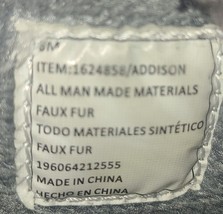 8M
ITEM:1624858/ADDISON
ALL MAN MADE MATERIALS
FAUX FUR
TODO MATERIALES SINTÉTICO
FAUX FUR
196064212555
MADE IN CHINA
HECHO EN CHINA